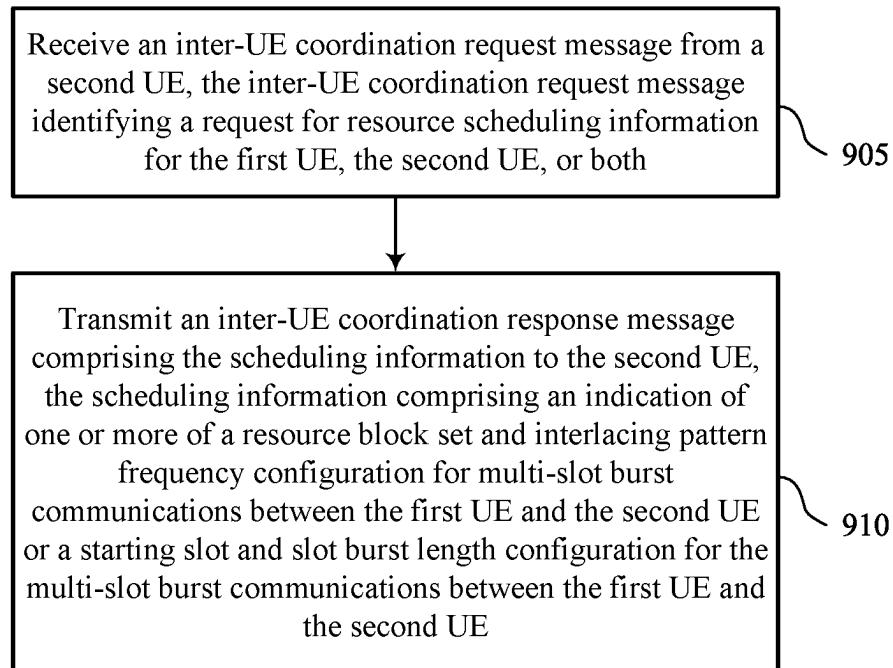 Receive an inter-UE coordination request message from a
second UE, the inter-UE coordination request message
identifying a request for resource scheduling information
for the first UE, the second UE, or both
905
Transmit an inter-UE coordination response message
comprising the scheduling information to the second UE,
the scheduling information comprising an indication of
one or more of a resource block set and interlacing pattern
frequency configuration for multi-slot burst
communications between the first UE and the second UE
or a starting slot and slot burst length configuration for the
multi-slot burst communications between the first UE and
the second UE
910